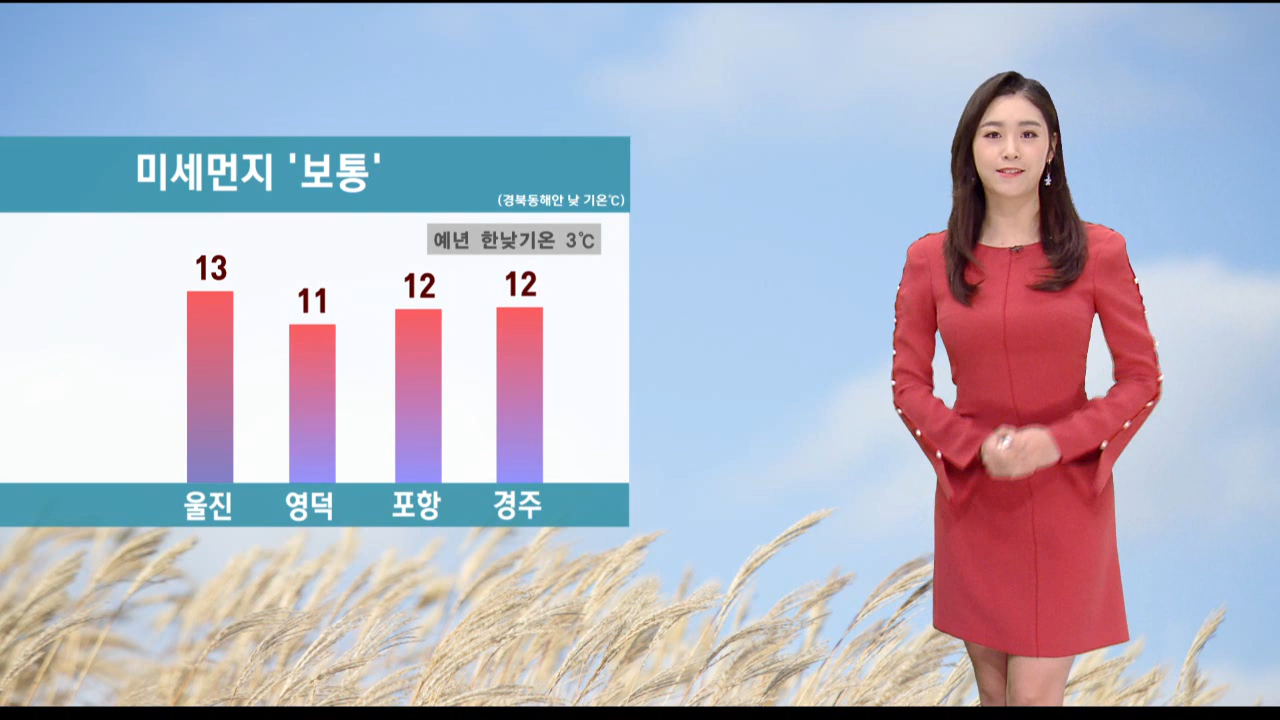 미세먼지 '보통'
(경북동해안 낮 기온℃)
예년 한낮기온 3℃
13
11
12
12
울진
영덕
포항
경주